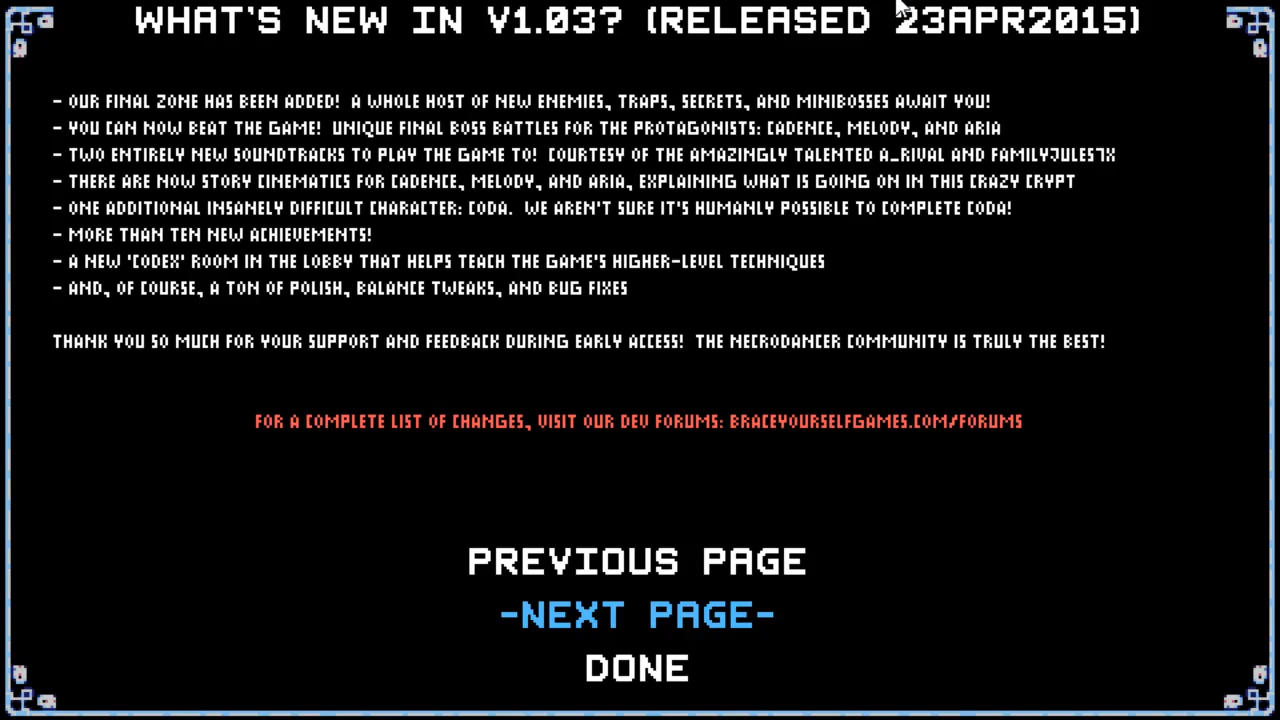 WHAT'S NEW IN V1.03? (RELEASED 23APR2015)
- OUR FINAL ZONE HAS BEEN ADDED! A WHOLE HOST OF NEW ENEMIES, TRAPS, SECRETS, AND MINIBOSSES AWAIT YOU!
- YOU CAN NOW BEAT THE GAME! UNIQUE FINAL BOSS BATTLES FOR THE PROTAGONISTS: CADENCE, MELODY, AND ARIA
- TWO ENTIRELY NEW SOUNDTRACKS TO PLAY THE GAME TO! COURTESY OF THE AMAZINGLY TALENTED A_RIVAL AND FAMILYJULES7X
- THERE ARE NOW STORY CINEMATICS FOR CADENCE, MELODY, AND ARIA, EXPLAINING WHAT IS GOING ON IN THIS CRAZY CRYPT
- ONE ADDITIONAL INSANELY DIFFICULT CHARACTER: CODA. WE AREN'T SURE IT'S HUMANLY POSSIBLE TO COMPLETE CODA!
- MORE THAN TEN NEW ACHIEVEMENTS!
- A NEW 'CODEX' ROOM IN THE LOBBY THAT HELPS TEACH THE GAME'S HIGHER-LEVEL TECHNIQUES
- AND, OF COURSE, A TON OF POLISH, BALANCE TWEAKS, AND BUG FIXES
THANK YOU SO MUCH FOR YOUR SUPPORT AND FEEDBACK DURING EARLY ACCESS! THE NECRODANCER COMMUNITY IS TRULY THE BEST!
FOR A COMPLETE LIST OF CHANGES, VISIT OUR DEV FORUMS: BRACEYOURSELFGAMES.COM/FORUMS
PREVIOUS PAGE
-NEXT PAGE-
DONE